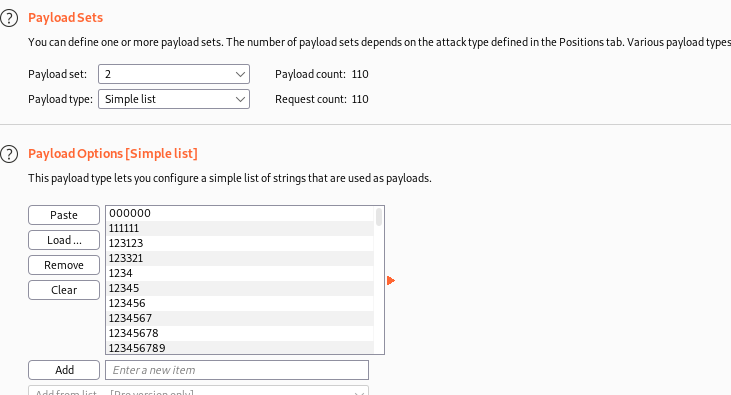 Payload Sets
You can define one or more payload sets. The number of payload sets depends on the attack type defined in the Positions tab. Various payload types
Payload set: 2 Payload count: 110
Payload type: Simple list Request count: 110
Payload Options [Simple list]
This payload type lets you configure a simple list of strings that are used as payloads.
Paste
Load ...
Remove
Clear
000000
111111
123123
123321
1234
12345
123456
1234567
12345678
123456789
Add Enter a new item
Add from list ... [Pro version only]